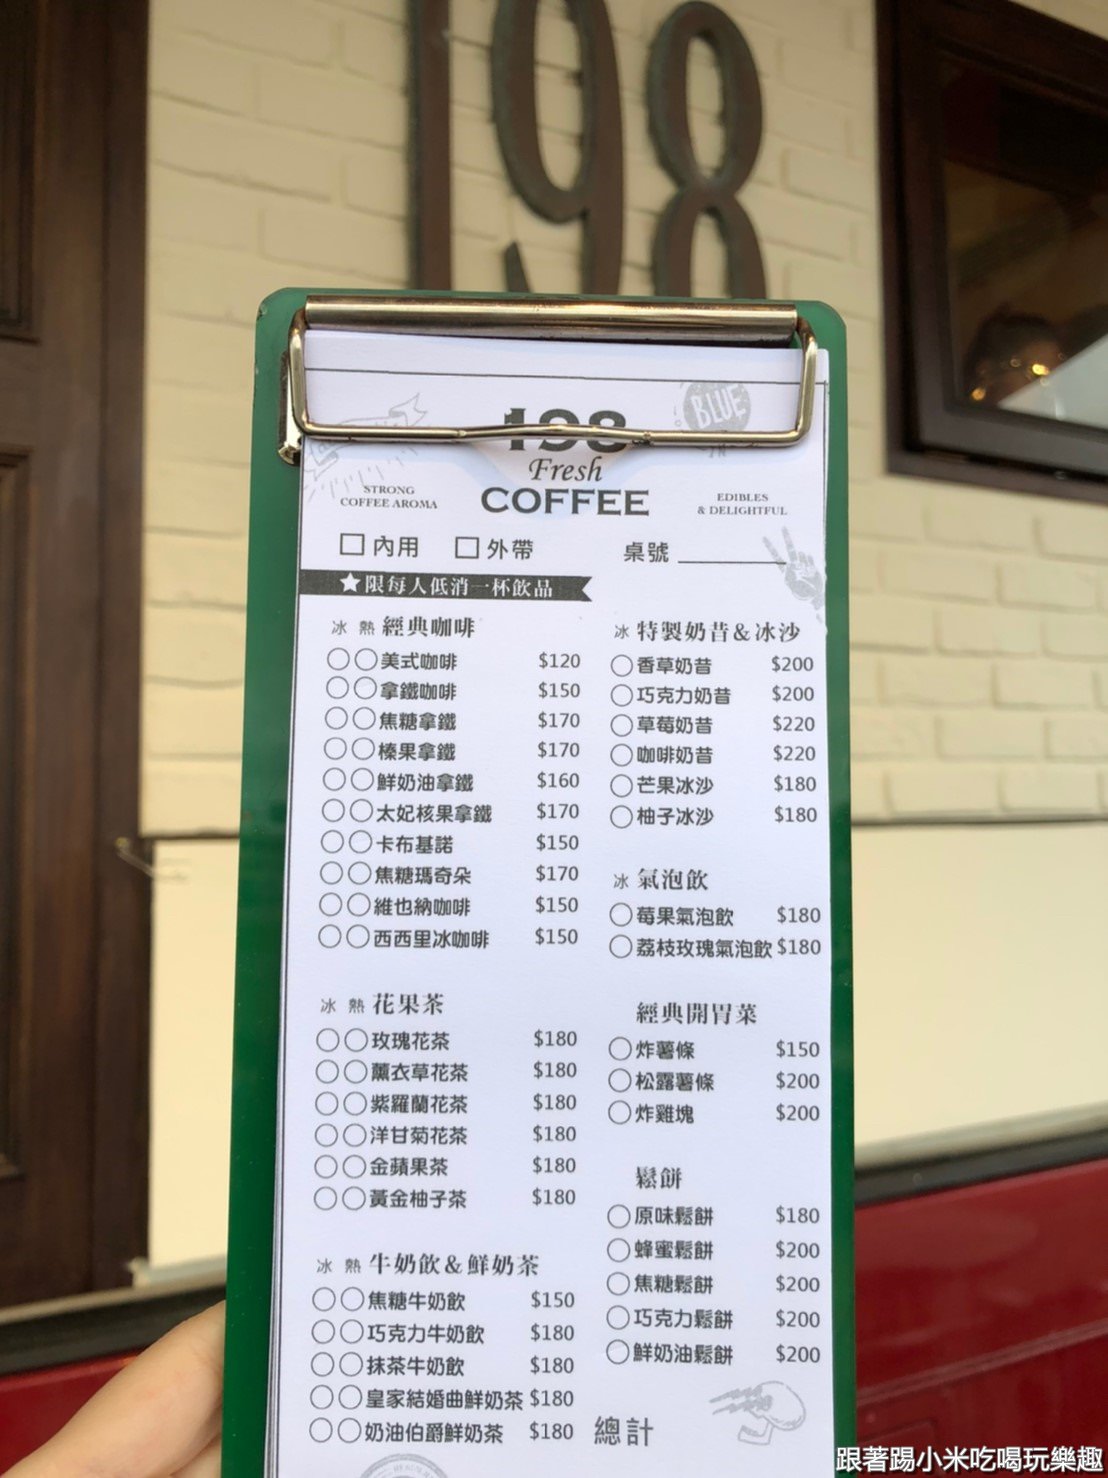 198
BLUE
198
Fresh
COFFEE
STRONG
COFFEE AROMA
EDIBLES
& DELIGHTFUL
□內用 □外帶 桌號
★限每人低消一杯飲品
冰 熱 經典咖啡
美式咖啡 $120
拿鐵咖啡 $150
焦糖拿鐵 $170
榛果拿鐵 $170
鮮奶油拿鐵 $160
太妃核果拿鐵 $170
卡布基諾 $150
焦糖瑪奇朵 $170
維也納咖啡 $150
西西里冰咖啡 $150
冰 熱 花果茶
玫瑰花茶 $180
薰衣草花茶 $180
紫羅蘭花茶 $180
洋甘菊花茶 $180
金蘋果茶 $180
黃金柚子茶 $180
冰 熱 牛奶飲&鮮奶茶
焦糖牛奶飲 $150
巧克力牛奶飲 $180
抹茶牛奶飲 $180
皇家結婚曲鮮奶茶 $180
奶油伯爵鮮奶茶 $180
冰 特製奶昔&冰沙
香草奶昔 $200
巧克力奶昔 $200
草莓奶昔 $220
咖啡奶昔 $220
芒果冰沙 $180
柚子冰沙 $180
冰 氣泡飲
莓果氣泡飲 $180
荔枝玫瑰氣泡飲 $180
經典開胃菜
炸薯條 $150
松露薯條 $200
炸雞塊 $200
鬆餅
原味鬆餅 $180
蜂蜜鬆餅 $200
焦糖鬆餅 $200
巧克力鬆餅 $200
鮮奶油鬆餅 $200
總計
跟著踢小米吃喝玩樂趣